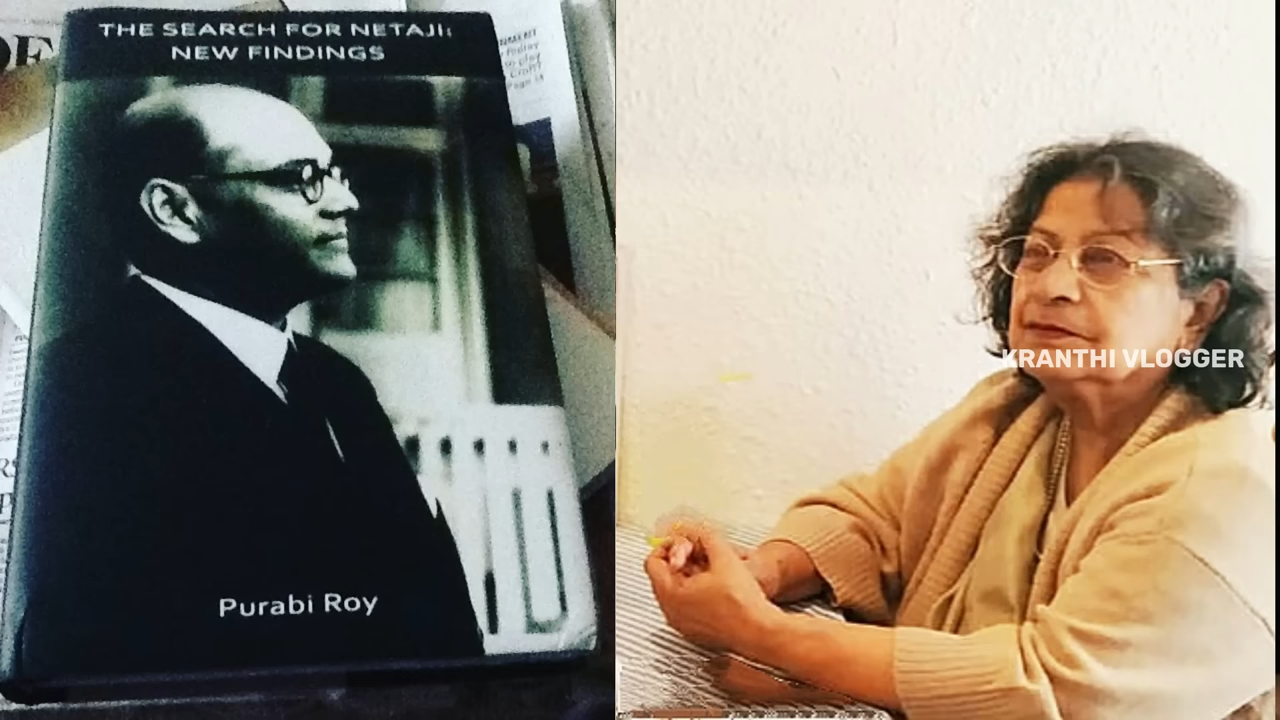 THE SEARCH FOR NETAJI:
NEW FINDINGS
Purabi Roy
KRANTHI VLOGGER